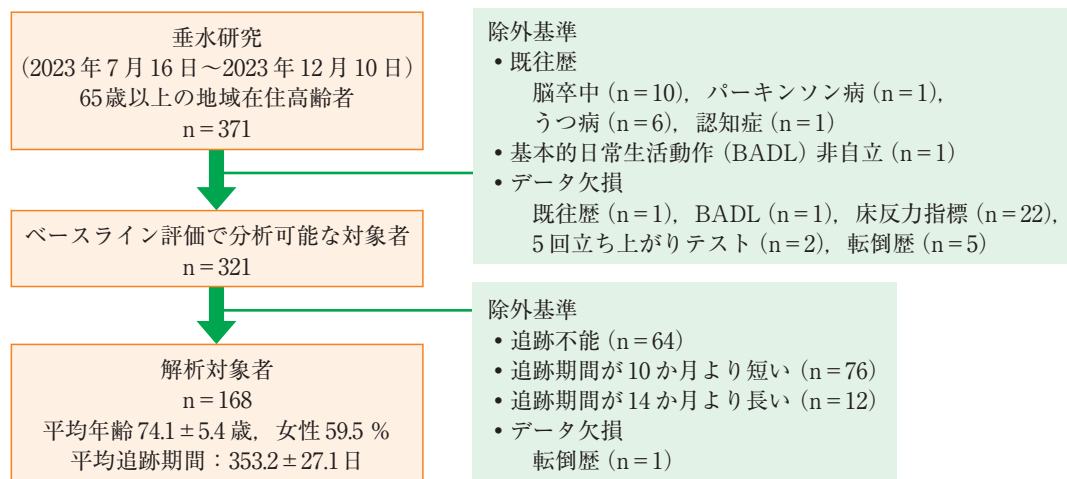 垂水研究
（2023年7月16日～2023年12月10日）
65歳以上の地域在住高齢者
n＝371
除外基準
• 既往歴
脳卒中（n＝10），パーキンソン病（n＝1），
うつ病（n＝6），認知症（n＝1）
• 基本的日常生活動作（BADL）非自立（n＝1）
• データ欠損
既往歴（n＝1），BADL（n＝1），床反力指標（n＝22），
5回立ち上がりテスト（n＝2），転倒歴（n＝5）
ベースライン評価で分析可能な対象者
n＝321
除外基準
• 追跡不能（n＝64）
• 追跡期間が10か月より短い（n＝76）
• 追跡期間が14か月より長い（n＝12）
• データ欠損
転倒歴（n＝1）
解析対象者
n＝168
平均年齢74.1±5.4歳，女性59.5 %
平均追跡期間：353.2±27.1日